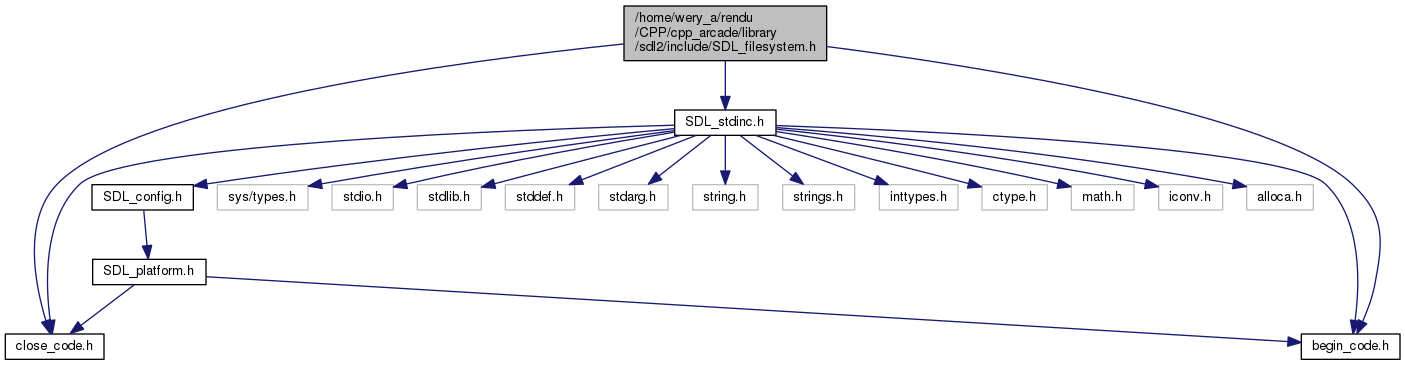 /home/wery_a/rendu
/CPP/cpp_arcade/library
/sdl2/include/SDL_filesystem.h
SDL_stdinc.h
SDL_config.h
sys/types.h
stdio.h
stdlib.h
stddef.h
stdarg.h
string.h
strings.h
inttypes.h
ctype.h
math.h
iconv.h
alloca.h
SDL_platform.h
close_code.h
begin_code.h